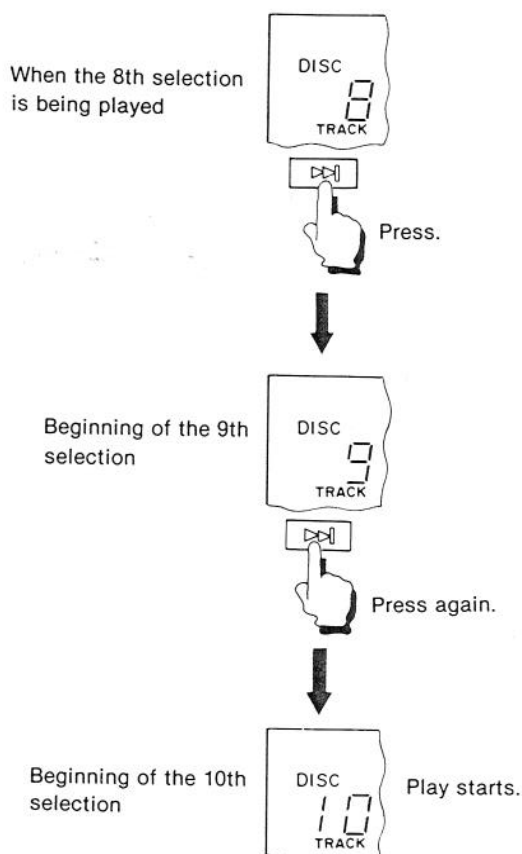 When the 8th selection
is being played
DISC
8
TRACK
Press.
Beginning of the 9th
selection
DISC
9
TRACK
Press again.
Beginning of the 10th
selection
DISC
10
TRACK
Play starts.